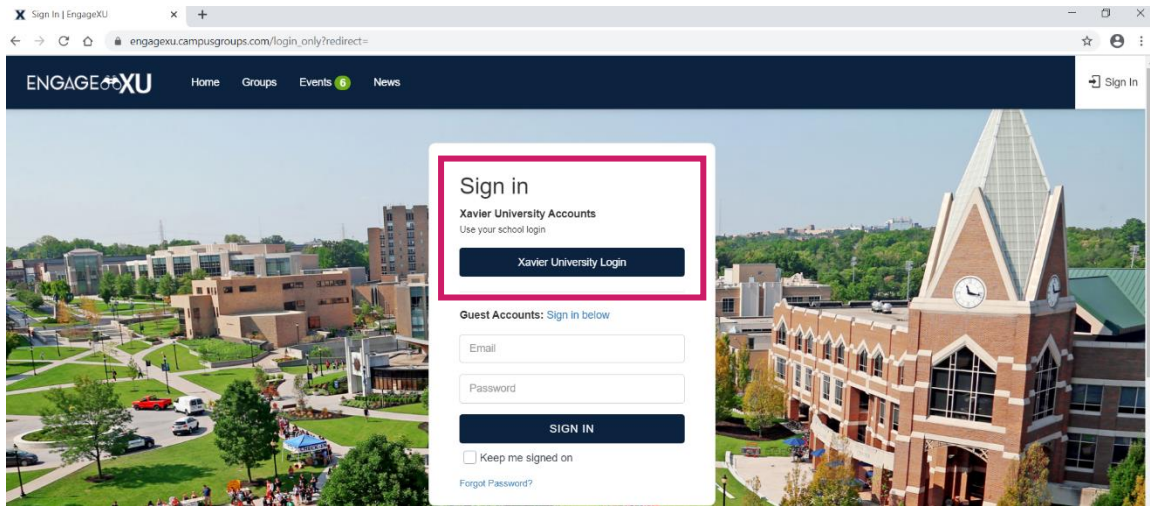 X Sign In | EngageXU × +
engagexu.campusgroups.com/login_only?redirect=
ENGAGE XU Home Groups Events 6 News Sign In
Sign in
Xavier University Accounts
Use your school login
Xavier University Login
Guest Accounts: Sign in below
Email
Password
SIGN IN
Keep me signed on
Forgot Password?